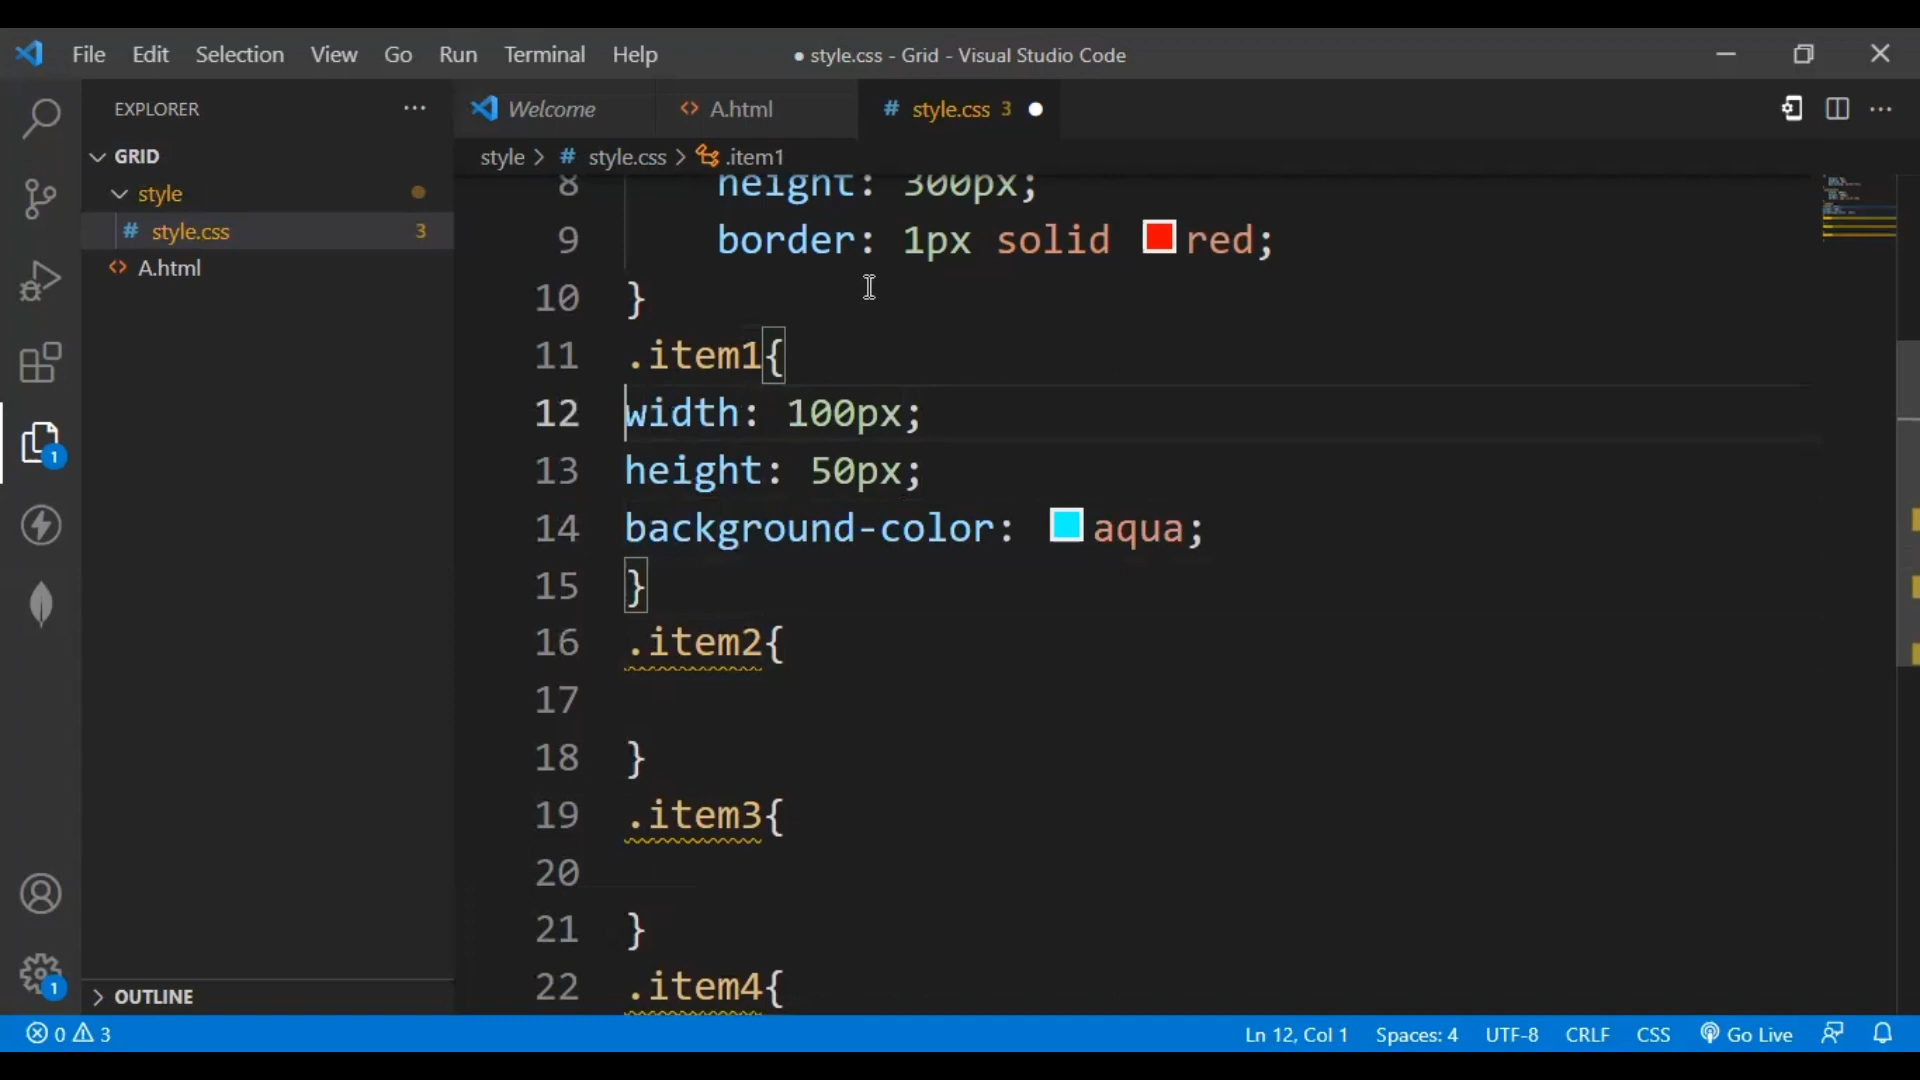 File Edit Selection View Go Run Terminal Help
● style.css - Grid - Visual Studio Code
EXPLORER ···
Welcome
<> A.html
# style.css 3
GRID
style > # style.css > .item1
style
# style.css 3
<> A.html
8 height: 300px;
9 border: 1px solid red;
10 }
11 .item1{
12 width: 100px;
13 height: 50px;
14 background-color: aqua;
15 }
16 .item2{
17
18 }
19 .item3{
20
21 }
22 .item4{
1
1
OUTLINE
0 3
Ln 12, Col 1 Spaces: 4 UTF-8 CRLF CSS Go Live